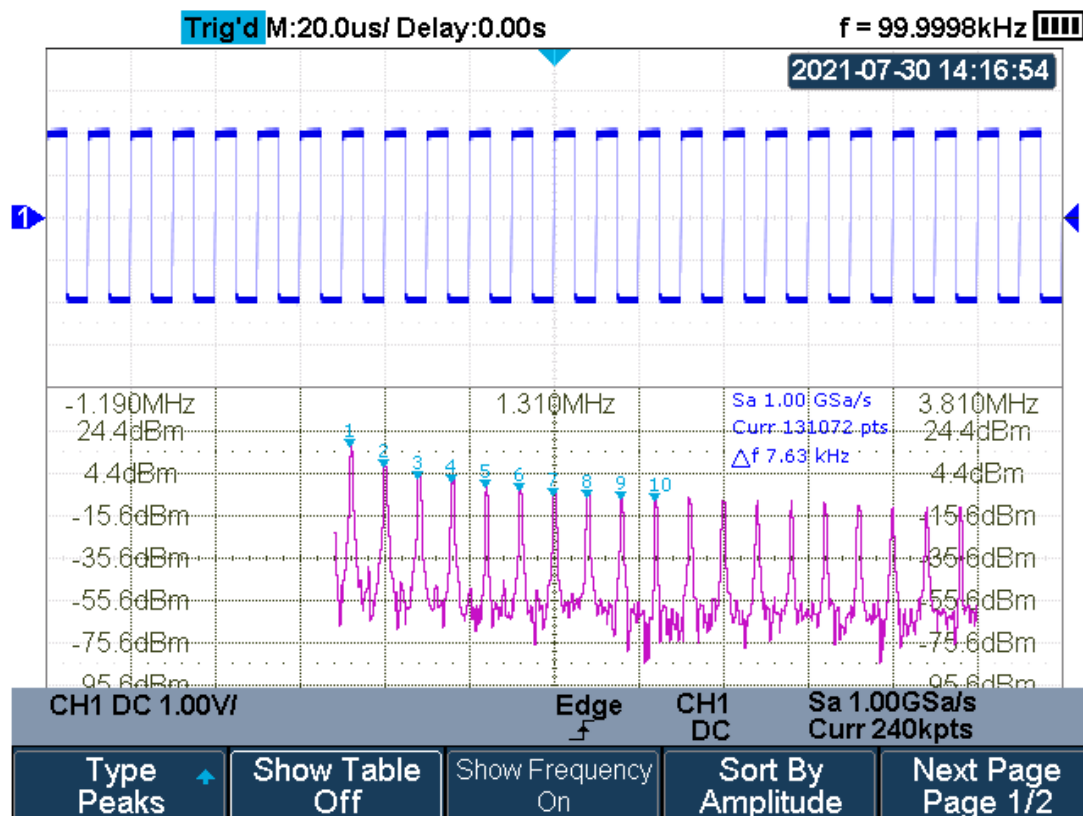 Trig'd M:20.0us/ Delay:0.00s f = 99.9998kHz
2021-07-30 14:16:54
1
-1.190MHz 1.310MHz Sa 1.00 GSa/s 3.810MHz
24.4dBm 1 Curr 131072 pts 24.4dBm
4.4dBm 2 3 4 5 6 7 8 9 10 △f 7.63 kHz 4.4dBm
-15.6dBm -15.6dBm
-35.6dBm -35.6dBm
-55.6dBm -55.6dBm
-75.6dBm -75.6dBm
-95.6dBm -95.6dBm
CH1 DC 1.00V/ Edge CH1 Sa 1.00GSa/s
DC Curr 240kpts
Type Show Table Show Frequency Sort By Next Page
Peaks Off On Amplitude Page 1/2